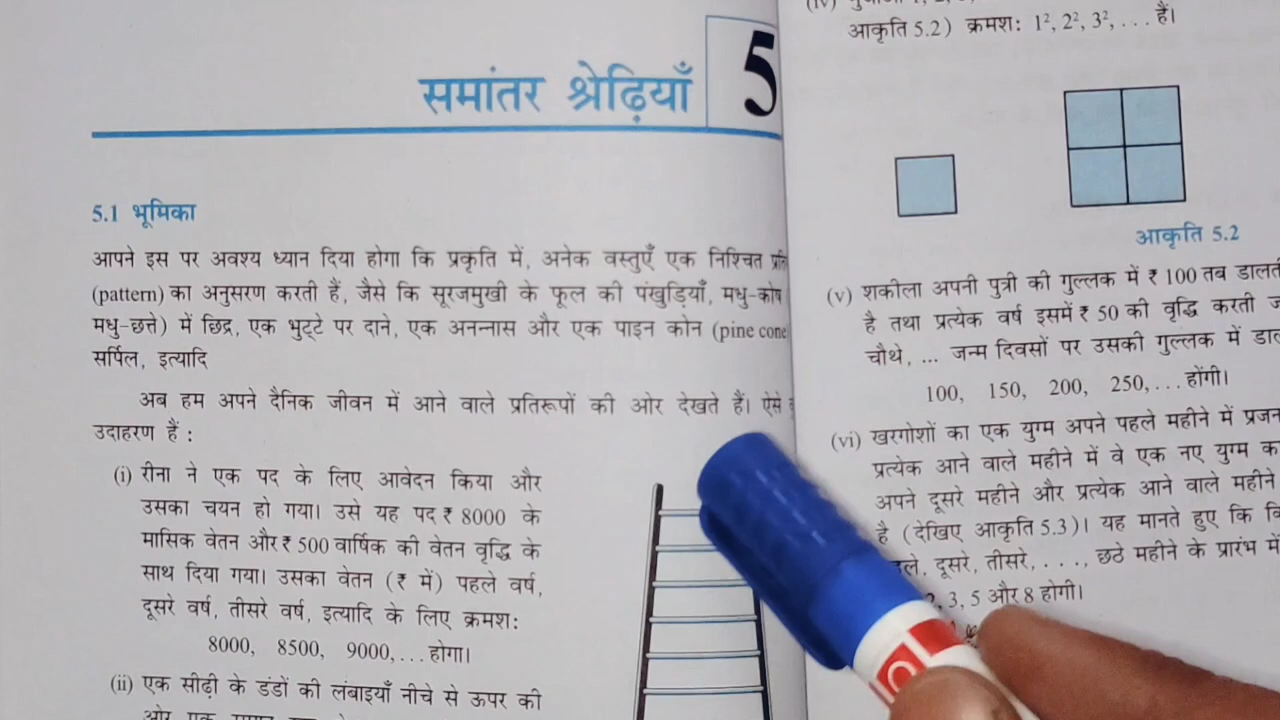 समांतर श्रेढ़ियाँ 5
5.1 भूमिका
आपने इस पर अवश्य ध्यान दिया होगा कि प्रकृति में, अनेक वस्तुएँ एक निश्चित
(pattern) का अनुसरण करती हैं, जैसे कि सूरजमुखी के फूल की पंखुड़ियाँ, मधु-कोष
मधु-छत्ते) में छिद्र, एक भुट्टे पर दाने, एक अनन्नास और एक पाइन कोन (pine cone
सर्पिल, इत्यादि
अब हम अपने दैनिक जीवन में आने वाले प्रतिरूपों की ओर देखते हैं। ऐसे
उदाहरण हैं :
(i) रीना ने एक पद के लिए आवेदन किया और
उसका चयन हो गया। उसे यह पद ₹ 8000 के
मासिक वेतन और ₹ 500 वार्षिक की वेतन वृद्धि के
साथ दिया गया। उसका वेतन (₹ में) पहले वर्ष,
दूसरे वर्ष, तीसरे वर्ष, इत्यादि के लिए क्रमश:
8000, 8500, 9000, . . . होगा।
(ii) एक सीढ़ी के डंडों की लंबाइयाँ नीचे से ऊपर की
ओर एक
(iv)
आकृति 5.2) क्रमश: 1², 2², 3², . . . हैं।
आकृति 5.2
(v) शकीला अपनी पुत्री की गुल्लक में ₹ 100 तब
है तथा प्रत्येक वर्ष इसमें ₹ 50 की वृद्धि करती
चौथे, ... जन्म दिवसों पर उसकी गुल्लक में
100, 150, 200, 250, . . . होंगी।
(vi) खरगोशों का एक युग्म अपने पहले महीने में
प्रत्येक आने वाले महीने में वे एक नए युग्म
अपने दूसरे महीने और प्रत्येक आने वाले महीने
है (देखिए आकृति 5.3)। यह मानते हुए कि
दूसरे, तीसरे, . . . ., छठे महीने के प्रारंभ में
3, 5 और 8 होगी।